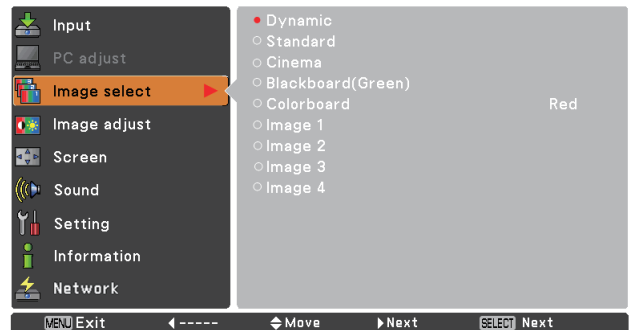 Input
PC adjust
Image select
Image adjust
Screen
Sound
Setting
Information
Network
Dynamic
Standard
Cinema
Blackboard(Green)
Colorboard Red
Image 1
Image 2
Image 3
Image 4
MENU Exit ----- Move Next SELECT Next